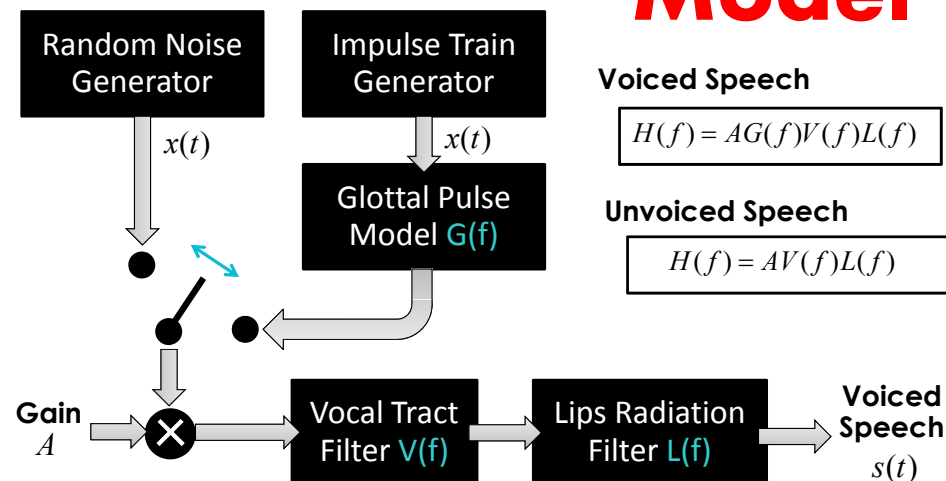 Model
Random Noise
Generator
Impulse Train
Generator
x(t)
x(t)
Glottal Pulse
Model G(f)
Voiced Speech
H(f) = AG(f)V(f)L(f)
Unvoiced Speech
H(f) = AV(f)L(f)
Gain
A
×
Vocal Tract
Filter V(f)
Lips Radiation
Filter L(f)
Voiced
Speech
s(t)